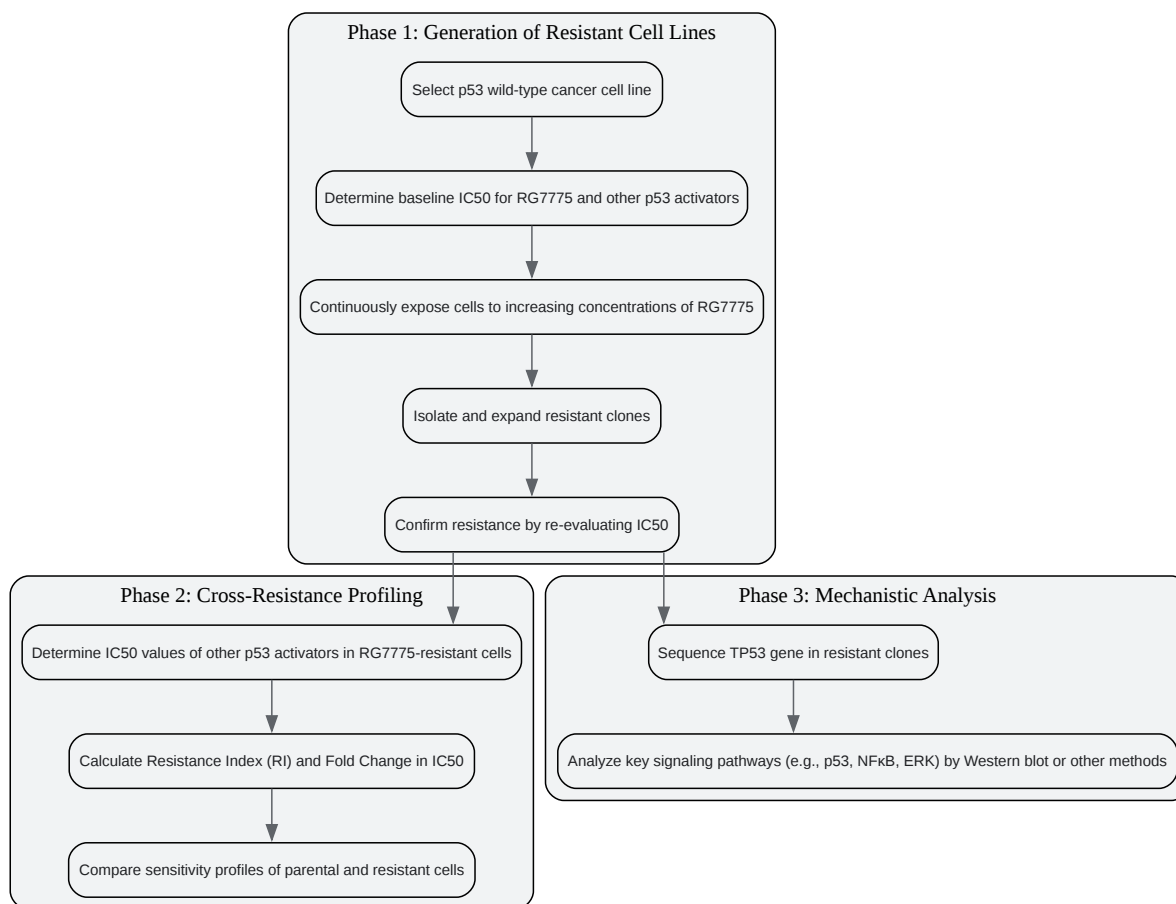 Phase 1: Generation of Resistant Cell Lines
Select p53 wild-type cancer cell line
Determine baseline IC50 for RG7775 and other p53 activators
Continuously expose cells to increasing concentrations of RG7775
Isolate and expand resistant clones
Confirm resistance by re-evaluating IC50
Phase 2: Cross-Resistance Profiling
Determine IC50 values of other p53 activators in RG7775-resistant cells
Calculate Resistance Index (RI) and Fold Change in IC50
Compare sensitivity profiles of parental and resistant cells
Phase 3: Mechanistic Analysis
Sequence TP53 gene in resistant clones
Analyze key signaling pathways (e.g., p53, NFκB, ERK) by Western blot or other methods